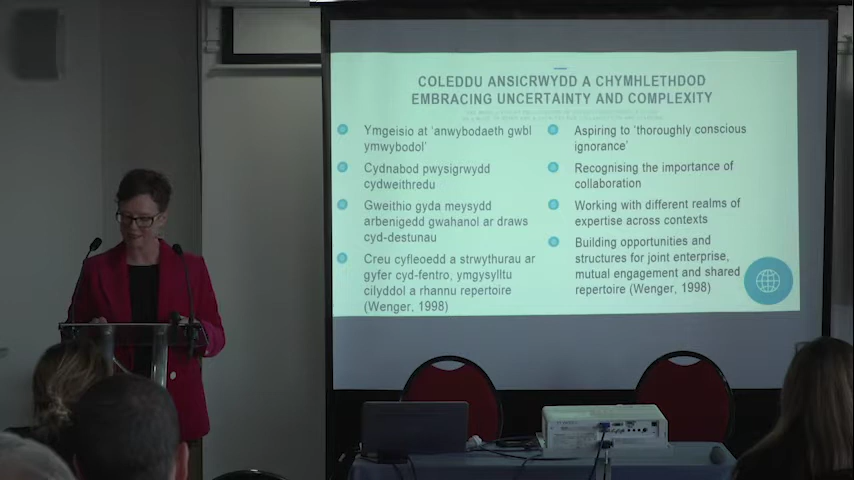 COLEDDU ANSICRWYDD A CHYMHLETHDOD
EMBRACING UNCERTAINTY AND COMPLEXITY
Ymgeisio at 'anwybodaeth gwbl
ymwybodol'
Cydnabod pwysigrwydd
cydweithredu
Gweithio gyda meysydd
arbenigedd gwahanol ar draws
cyd-destunau
Creu cyfleoedd a strwythurau ar
gyfer cyd-fentro, ymgysylltu
cilyddol a rhannu repertoire
(Wenger, 1998)
Aspiring to 'thoroughly conscious
ignorance'
Recognising the importance of
collaboration
Working with different realms of
expertise across contexts
Building opportunities and
structures for joint enterprise,
mutual engagement and shared
repertoire (Wenger, 1998)